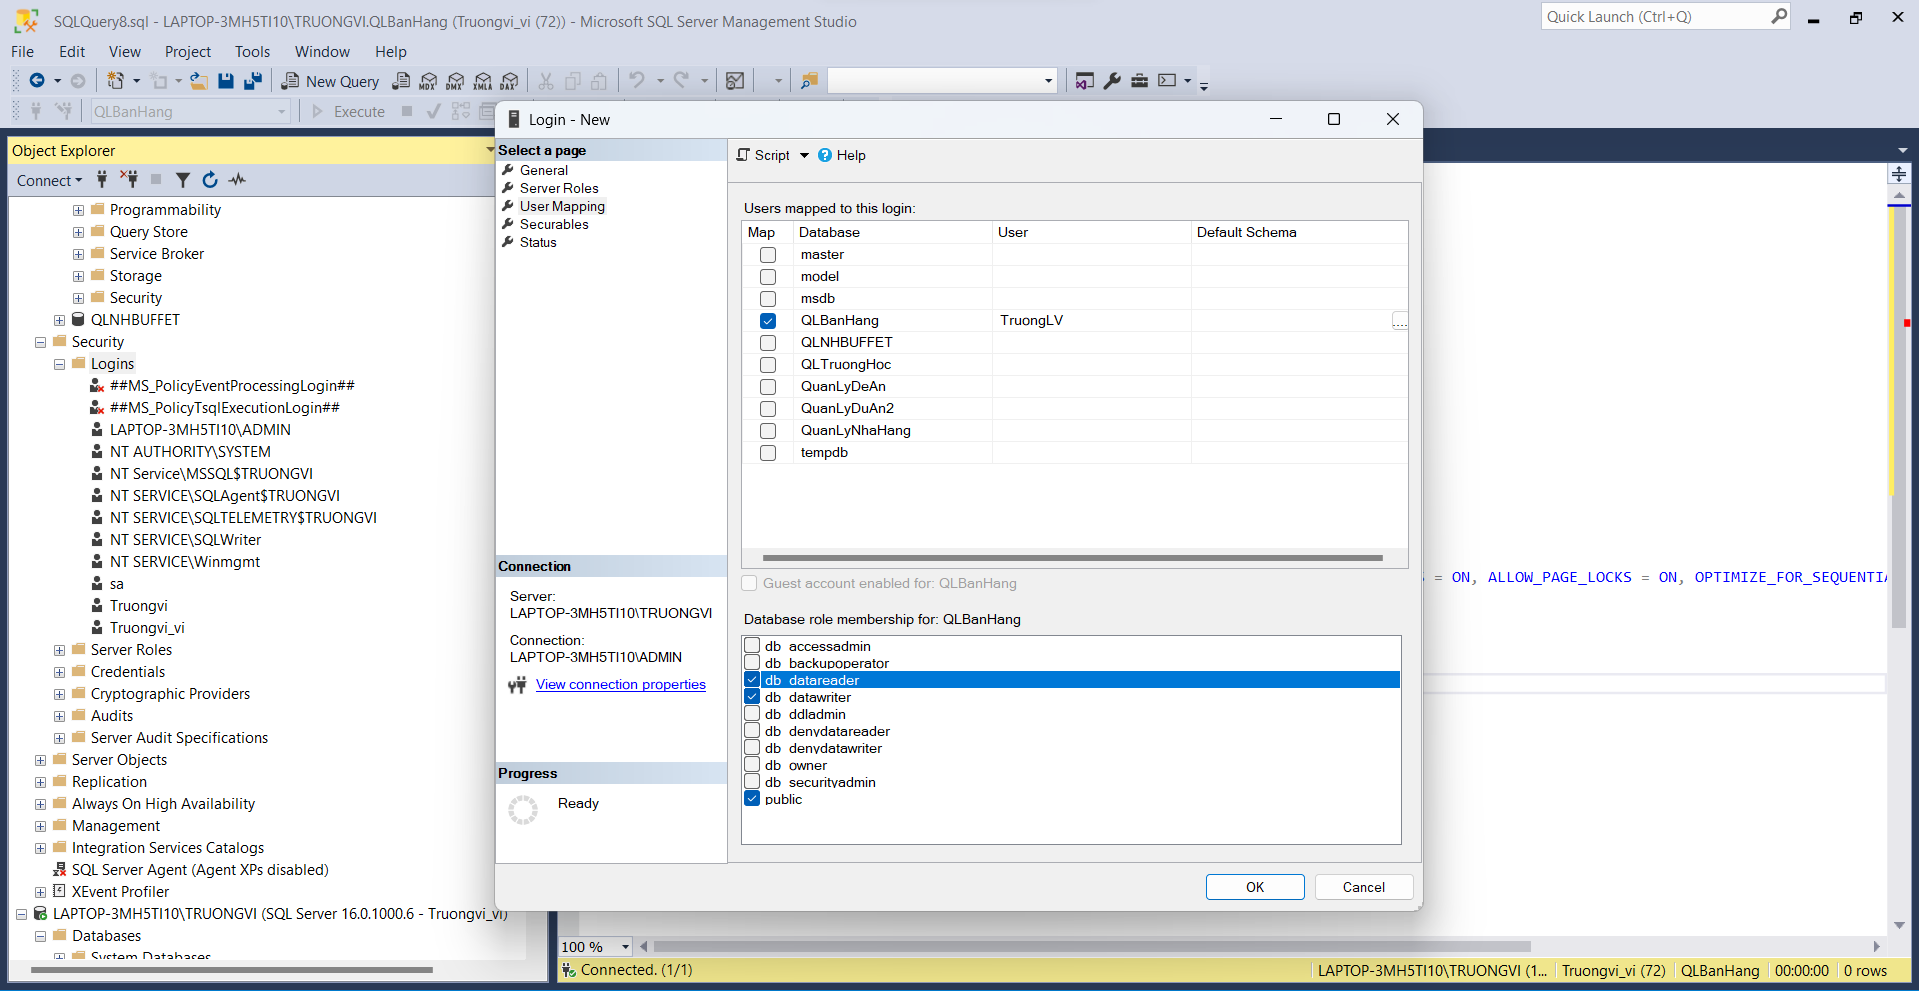 SQLQuery8.sql - LAPTOP-3MH5TI10\TRUONGVI.QLBanHang (Truongvi_vi (72)) - Microsoft SQL Server Management Studio
Quick Launch (Ctrl+Q)
File Edit View Project Tools Window Help
New Query MDX DMX XMLA DAX
QLBanHang Execute
Login - New
Object Explorer
Connect
Programmability
Query Store
Service Broker
Storage
Security
QLNHBUFFET
Security
Logins
##MS_PolicyEventProcessingLogin##
##MS_PolicyTsqlExecutionLogin##
LAPTOP-3MH5TI10\ADMIN
NT AUTHORITY\SYSTEM
NT Service\MSSQL$TRUONGVI
NT SERVICE\SQLAgent$TRUONGVI
NT SERVICE\SQLTELEMETRY$TRUONGVI
NT SERVICE\SQLWriter
NT SERVICE\Winmgmt
sa
Truongvi
Truongvi_vi
Server Roles
Credentials
Cryptographic Providers
Audits
Server Audit Specifications
Server Objects
Replication
Always On High Availability
Management
Integration Services Catalogs
SQL Server Agent (Agent XPs disabled)
XEvent Profiler
LAPTOP-3MH5TI10\TRUONGVI (SQL Server 16.0.1000.6 - Truongvi_vi)
Databases
System Databases
Select a page
General
Server Roles
User Mapping
Securables
Status
Connection
Server:
LAPTOP-3MH5TI10\TRUONGVI
Connection:
LAPTOP-3MH5TI10\ADMIN
View connection properties
Progress
Ready
Script Help
Users mapped to this login:
Map Database User Default Schema
master
model
msdb
QLBanHang TruongLV ...
QLNHBUFFET
QLTruongHoc
QuanLyDeAn
QuanLyDuAn2
QuanLyNhaHang
tempdb
Guest account enabled for: QLBanHang
Database role membership for: QLBanHang
db_accessadmin
db_backupoperator
db_datareader
db_datawriter
db_ddladmin
db_denydatareader
db_denydatawriter
db_owner
db_securityadmin
public
OK Cancel
= ON, ALLOW_PAGE_LOCKS = ON, OPTIMIZE_FOR_SEQUENTIA
100 %
Connected. (1/1) LAPTOP-3MH5TI10\TRUONGVI (1... Truongvi_vi (72) QLBanHang 00:00:00 0 rows